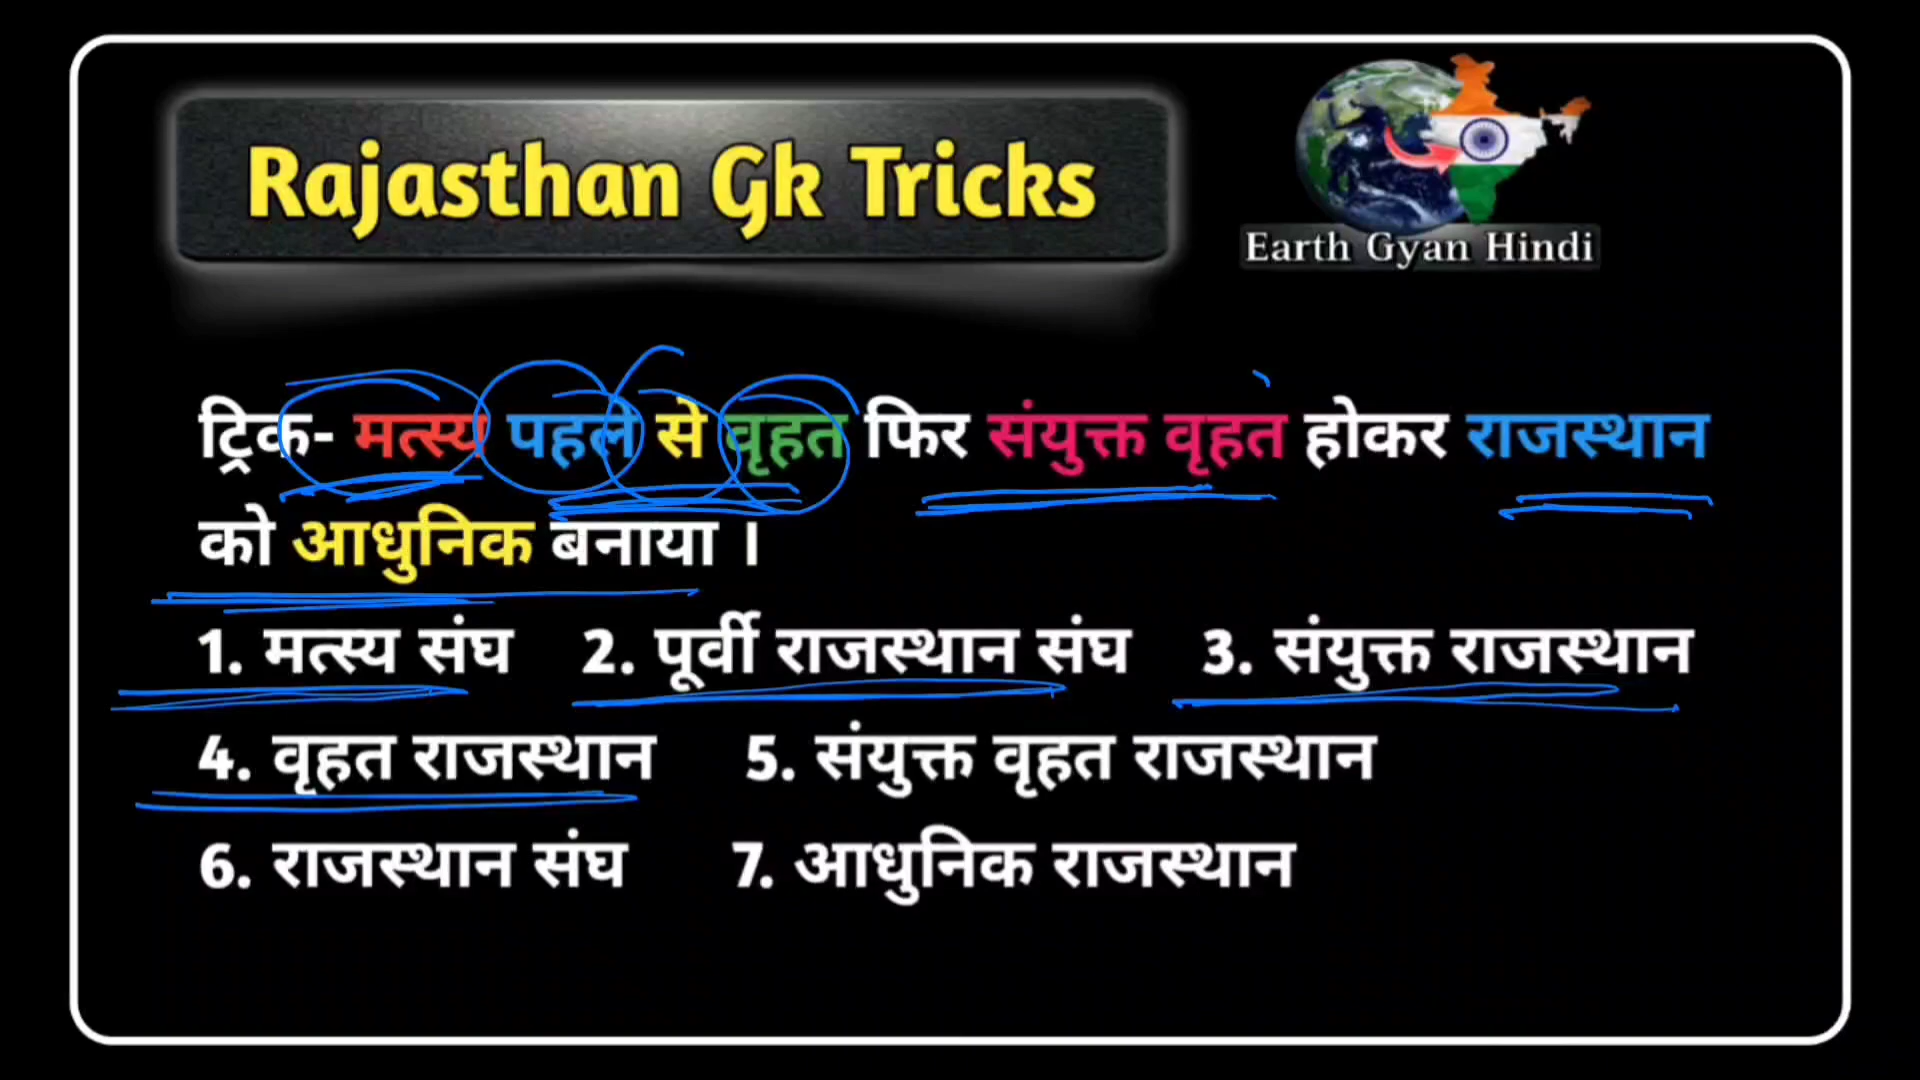 Rajasthan Gk Tricks
Earth Gyan Hindi
ट्रिक- मत्स्य पहले से वृहत फिर संयुक्त वृहत होकर राजस्थान
को आधुनिक बनाया ।
1. मत्स्य संघ 2. पूर्वी राजस्थान संघ 3. संयुक्त राजस्थान
4. वृहत राजस्थान 5. संयुक्त वृहत राजस्थान
6. राजस्थान संघ 7. आधुनिक राजस्थान